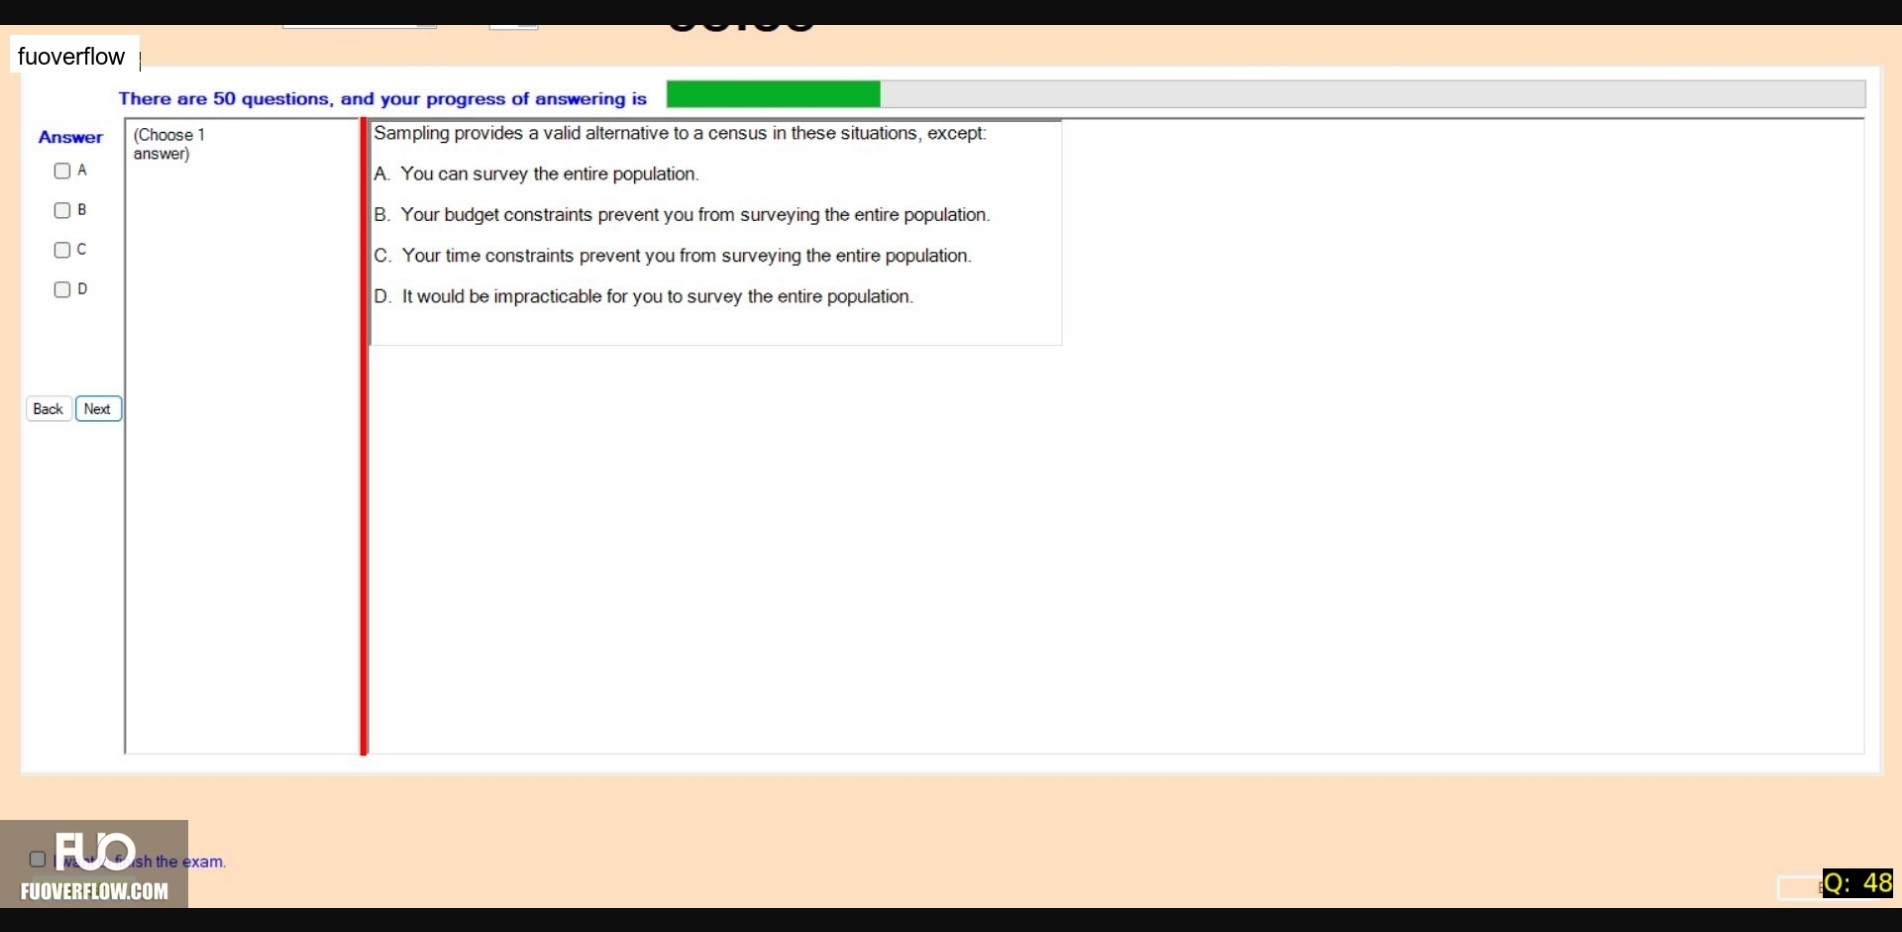 fuoverflow
There are 50 questions, and your progress of answering is
Answer
(Choose 1
answer)
A
B
C
D
Back
Next
Sampling provides a valid alternative to a census in these situations, except:
A. You can survey the entire population.
B. Your budget constraints prevent you from surveying the entire population.
C. Your time constraints prevent you from surveying the entire population.
D. It would be impracticable for you to survey the entire population.
FUO
the exam.
FUOVERFLOW.COM
Q: 48